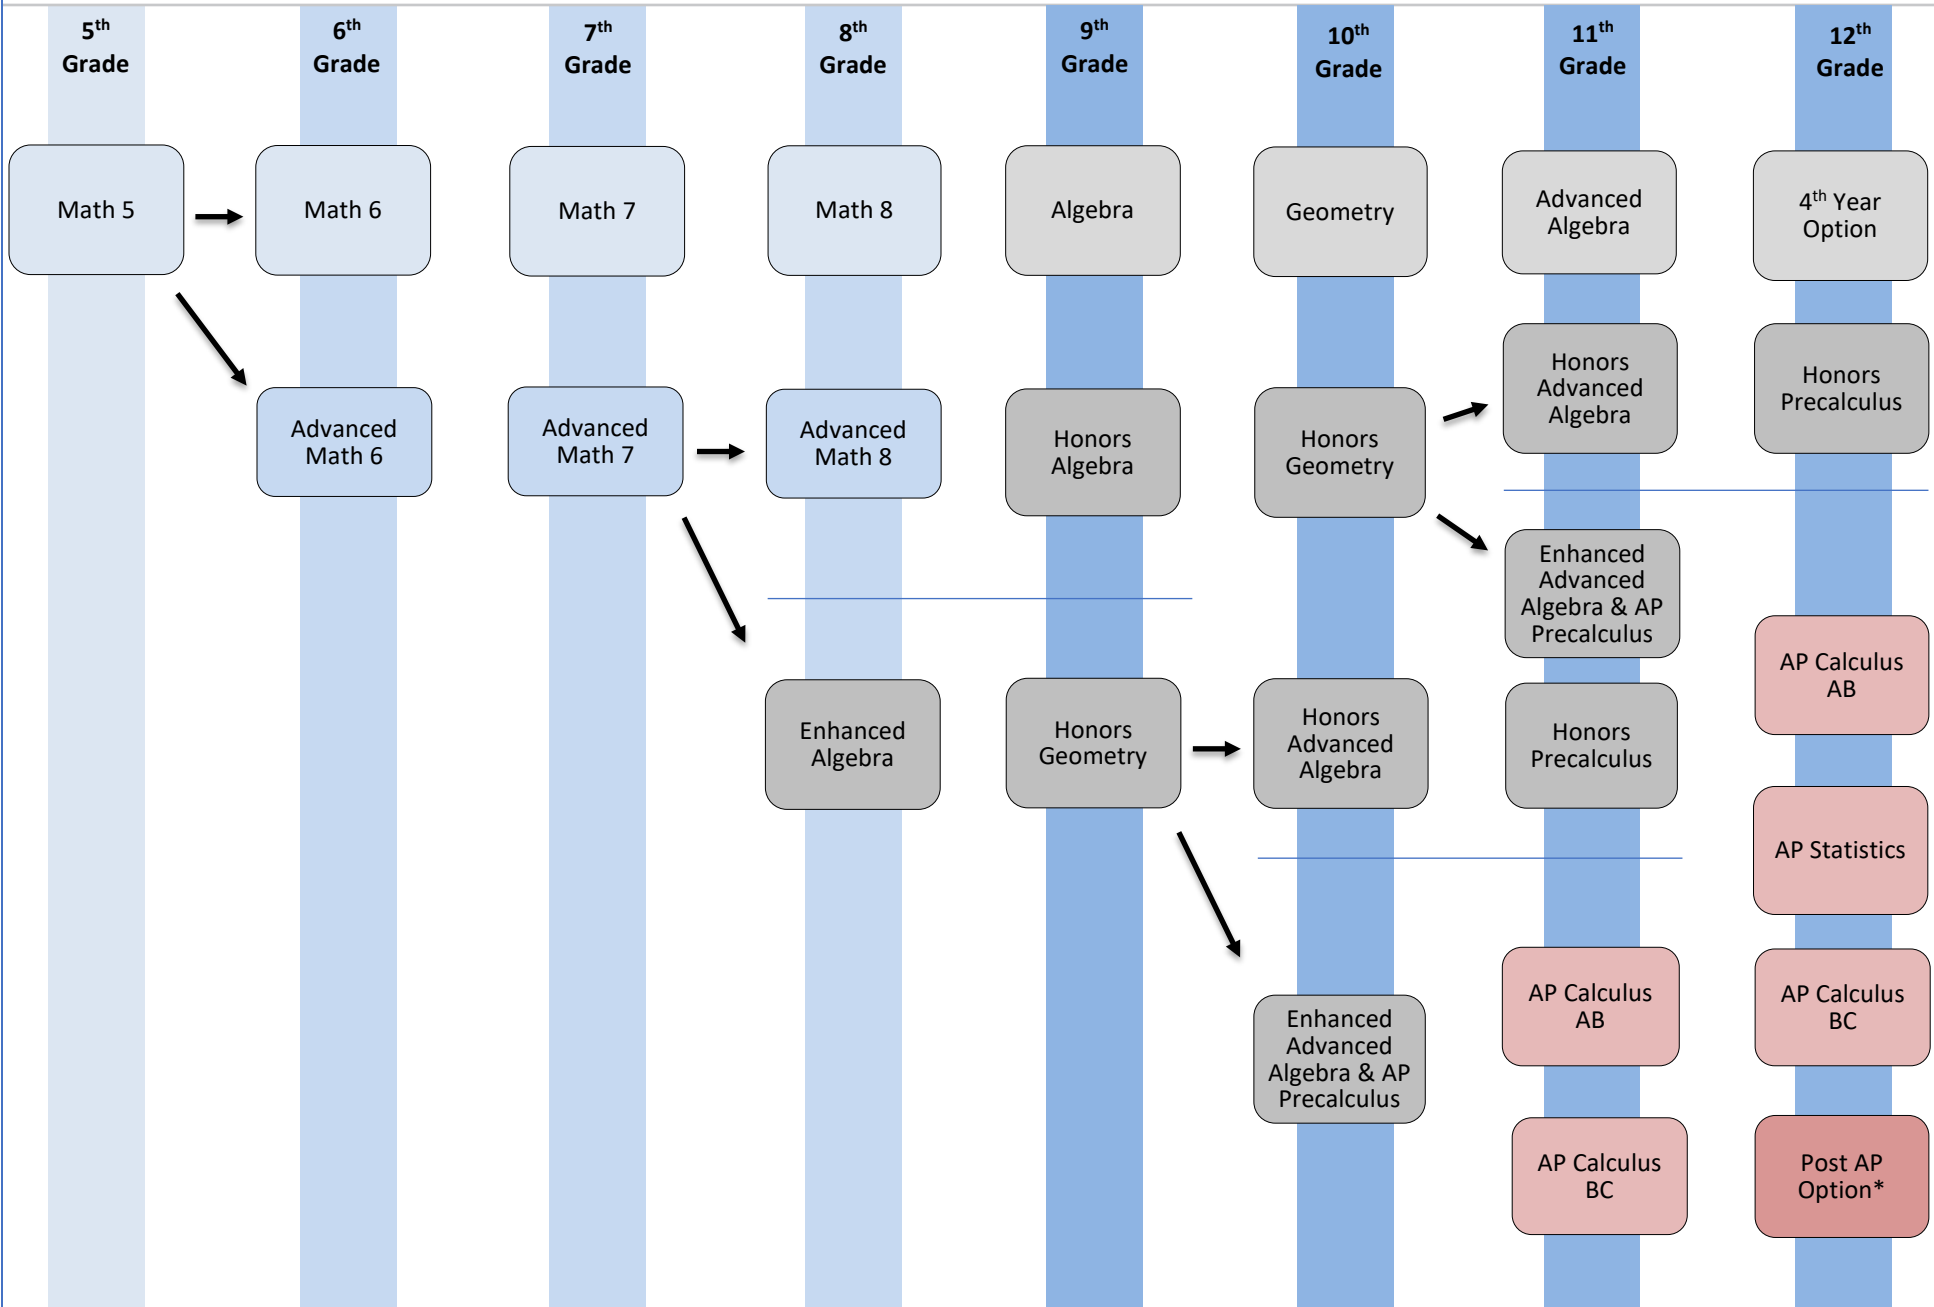 5th
Grade
6th
Grade
7th
Grade
8th
Grade
9th
Grade
10th
Grade
11th
Grade
12th
Grade
Math 5
Math 6
Math 7
Math 8
Algebra
Geometry
Advanced
Algebra
4th Year
Option
Advanced
Math 6
Advanced
Math 7
Advanced
Math 8
Honors
Algebra
Honors
Geometry
Honors
Advanced
Algebra
Honors
Precalculus
Enhanced
Advanced
Algebra & AP
Precalculus
AP Calculus
AB
Enhanced
Algebra
Honors
Geometry
Honors
Advanced
Algebra
Honors
Precalculus
AP Statistics
Enhanced
Advanced
Algebra & AP
Precalculus
AP Calculus
AB
AP Calculus
BC
AP Calculus
BC
Post AP
Option*